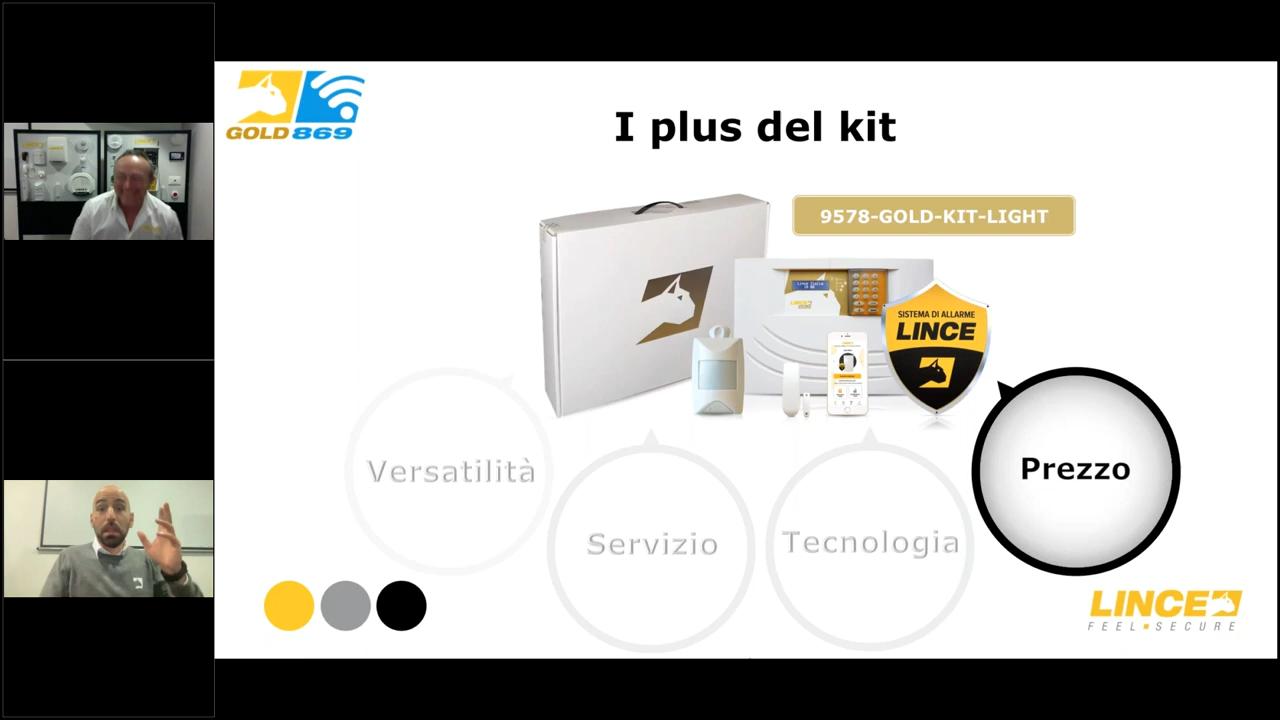 GOLD 869
I plus del kit
9578-GOLD-KIT-LIGHT
SISTEMA DI ALLARME
LINCE
Versatilità
Servizio
Tecnologia
Prezzo
LINCE
FEEL SECURE